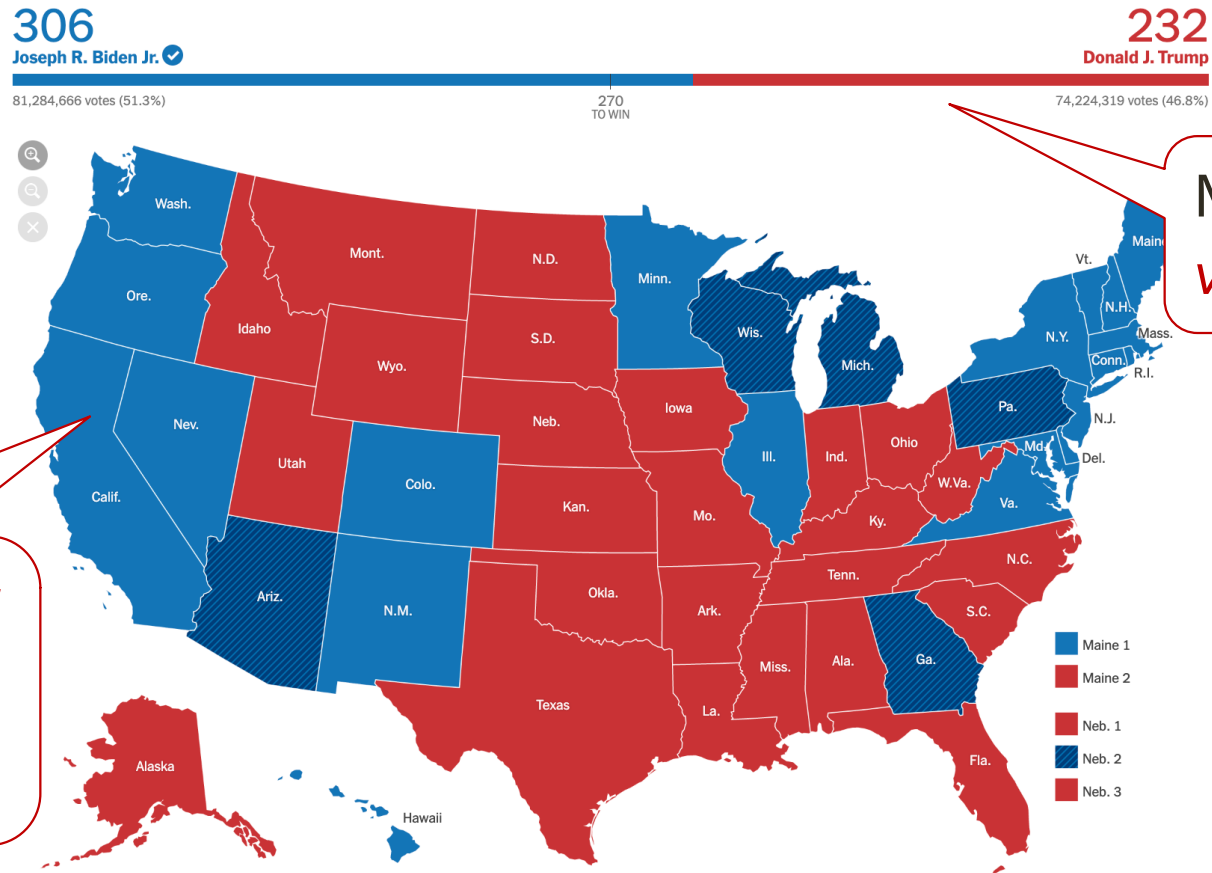 306
232
Joseph R. Biden Jr.
Donald J. Trump
81,284,666 votes (51.3%)
270
TO WIN
74,224,319 votes (46.8%)
Wash.
Mont.
N.D.
Minn.
Maine
Vt.
Ore.
Idaho
S.D.
Wis.
Mich.
N.Y.
N.H.
Mass.
Conn.
R.I.
Wyo.
Iowa
Pa.
N.J.
Nev.
Neb.
Ill.
Ind.
Ohio
Md.
Del.
Utah
Colo.
Calif.
Kan.
Mo.
W.Va.
Va.
Ky.
N.C.
Tenn.
Ariz.
N.M.
Okla.
Ark.
S.C.
Miss.
Ala.
Ga.
Texas
La.
Fla.
Alaska
Hawaii
Maine 1
Maine 2
Neb. 1
Neb. 2
Neb. 3